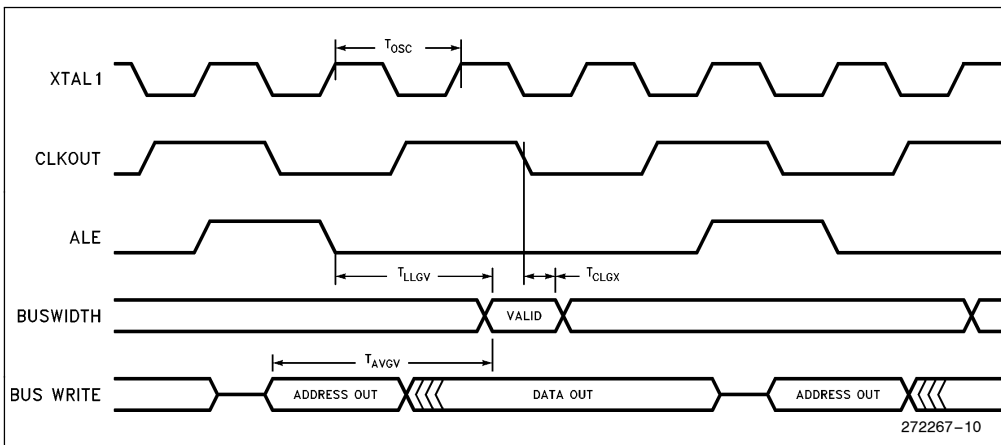 T_OSC
XTAL1
CLKOUT
ALE
T_LLGV T_CLGX
BUSWIDTH VALID
T_AVGV
BUS WRITE ADDRESS OUT DATA OUT ADDRESS OUT
272267-10